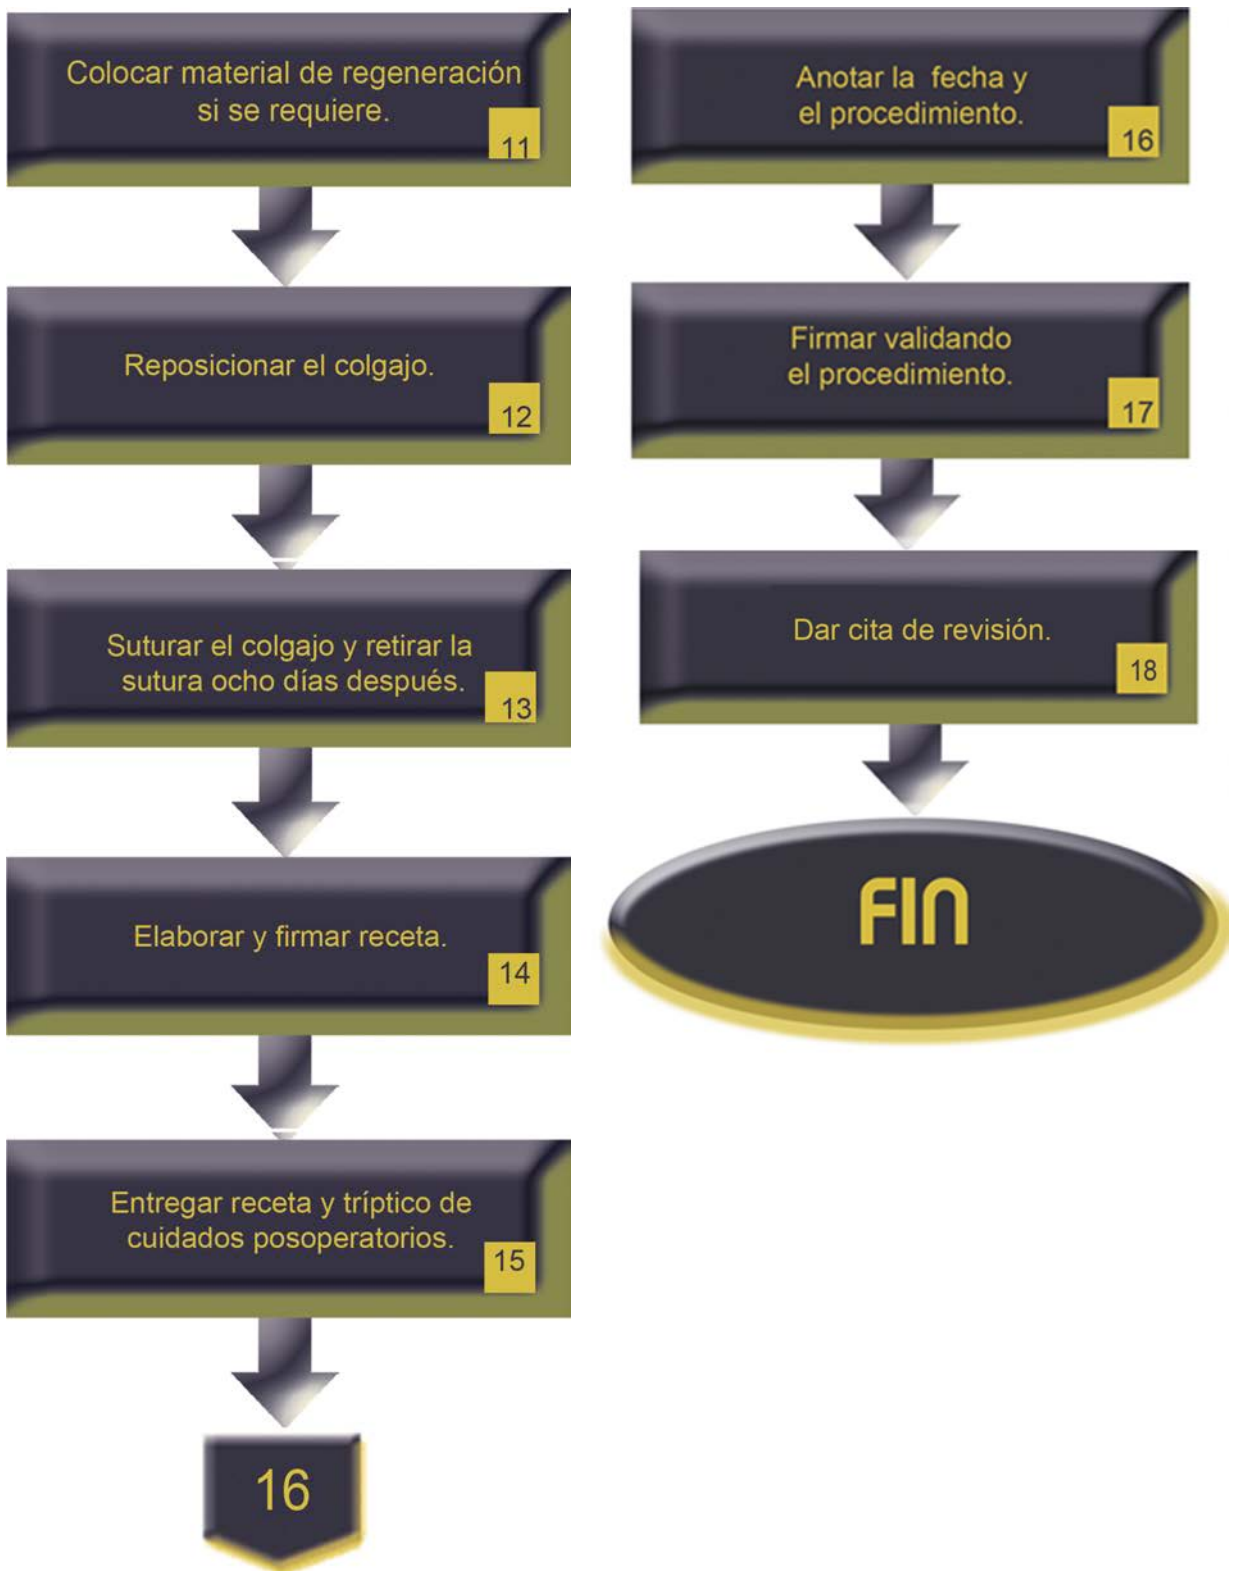 Colocar material de regeneración
si se requiere.
11
Reposicionar el colgajo.
12
Suturar el colgajo y retirar la
sutura ocho días después.
13
Elaborar y firmar receta.
14
Entregar receta y tríptico de
cuidados posoperatorios.
15
16
Anotar la fecha y
el procedimiento.
16
Firmar validando
el procedimiento.
17
Dar cita de revisión.
18
FIN